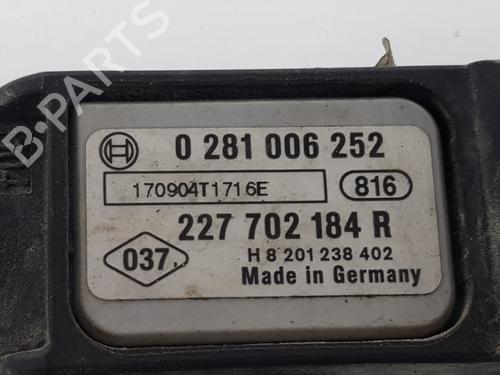 B-PARTS
0 281 006 252
170904T1716E
816
227 702 184 R
037.
H 8 201 238 402
Made in Germany